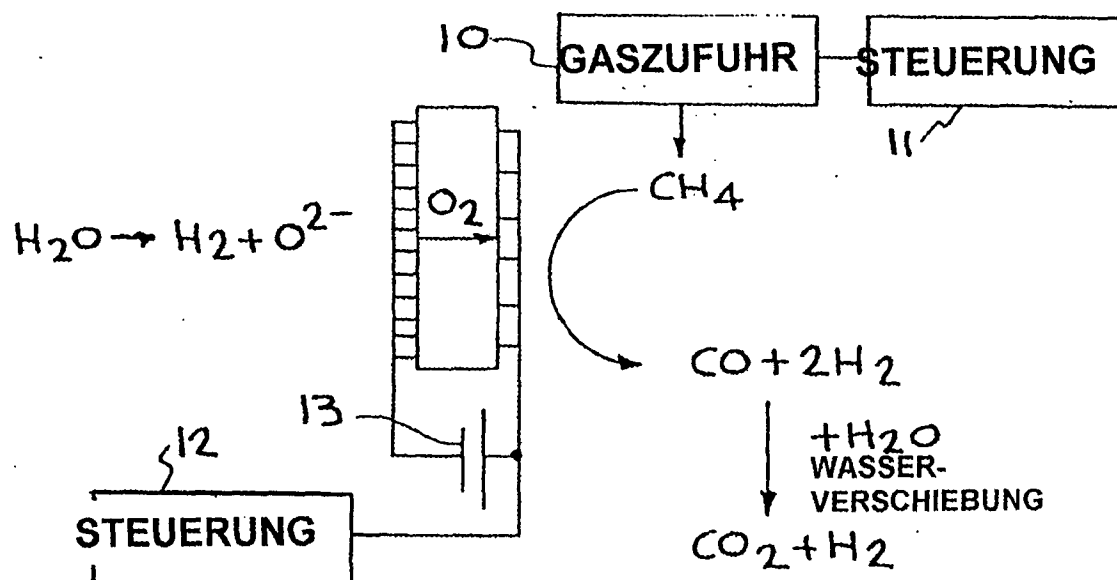 10 GASZUFUHR STEUERUNG
11
CH4
O2
H2O → H2 + O2-
CO + 2H2
13
+H2O
12
WASSER-
VERSCHIEBUNG
STEUERUNG
CO2 + H2